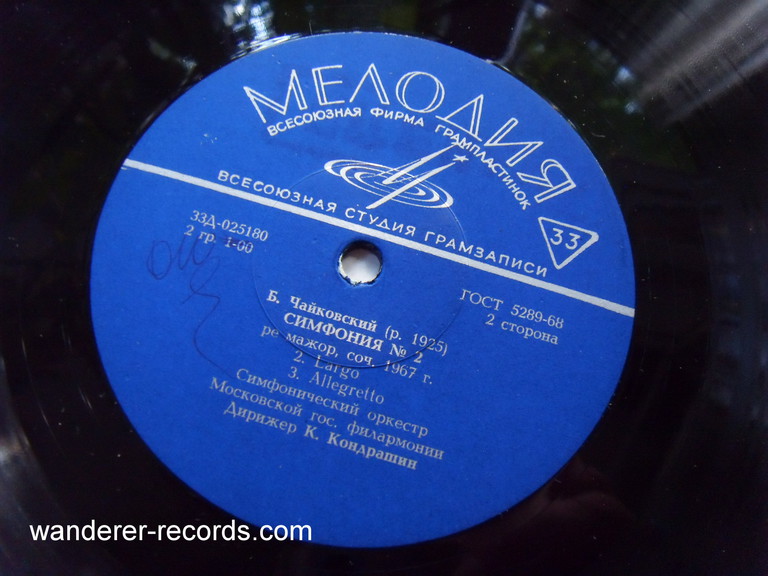 МЕЛОДИЯ
ВСЕСОЮЗНАЯ ФИРМА ГРАМПЛАСТИНОК
ВСЕСОЮЗНАЯ СТУДИЯ ГРАМЗАПИСИ
33
33Д-025180
2 гр. 1-00
ГОСТ 5289-68
2 сторона
Б. Чайковский (р. 1925)
СИМФОНИЯ № 2
ре мажор, соч. 1967 г.
2. Largo
3. Allegretto
Симфонический оркестр
Московской гос. филармонии
Дирижер К. Кондрашин
wanderer-records.com